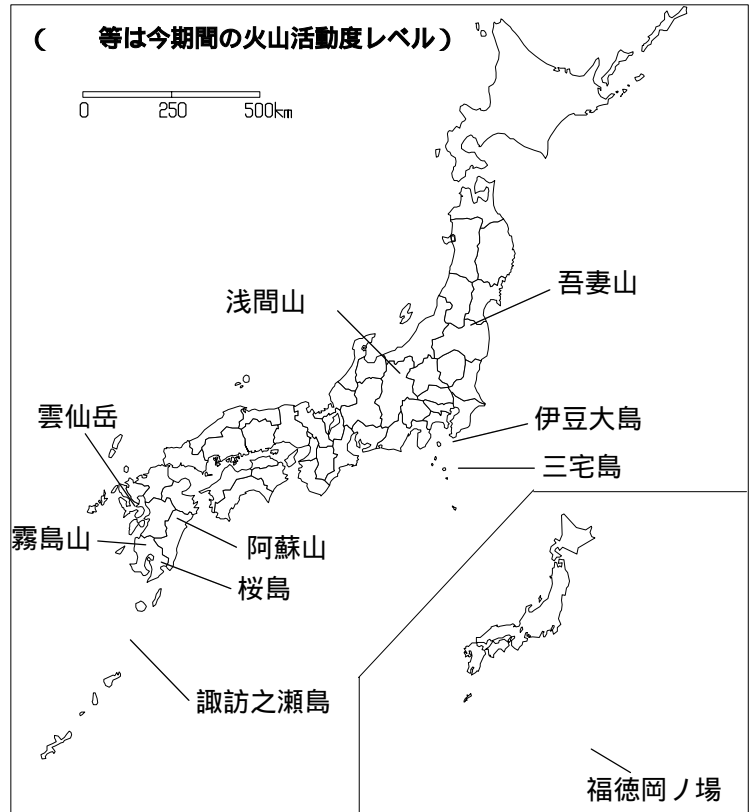 ( 等は今期間の火山活動度レベル)
0 250 500km
吾妻山
浅間山
雲仙岳
伊豆大島
三宅島
霧島山
阿蘇山
桜島
諏訪之瀬島
福徳岡ノ場